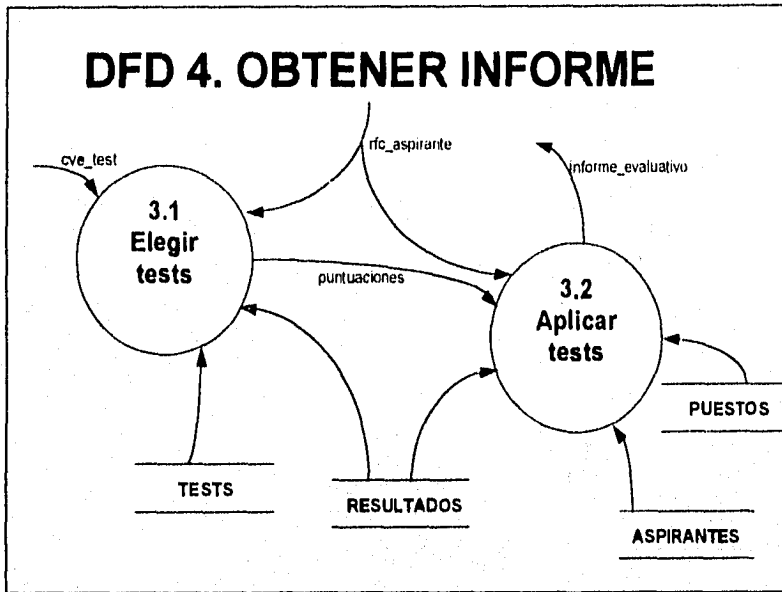 DFD 4. OBTENER INFORME
cve_test
rfc_aspirante
informe_evaluativo
3.1
Elegir
tests
puntuaciones
3.2
Aplicar
tests
PUESTOS
TESTS
RESULTADOS
ASPIRANTES